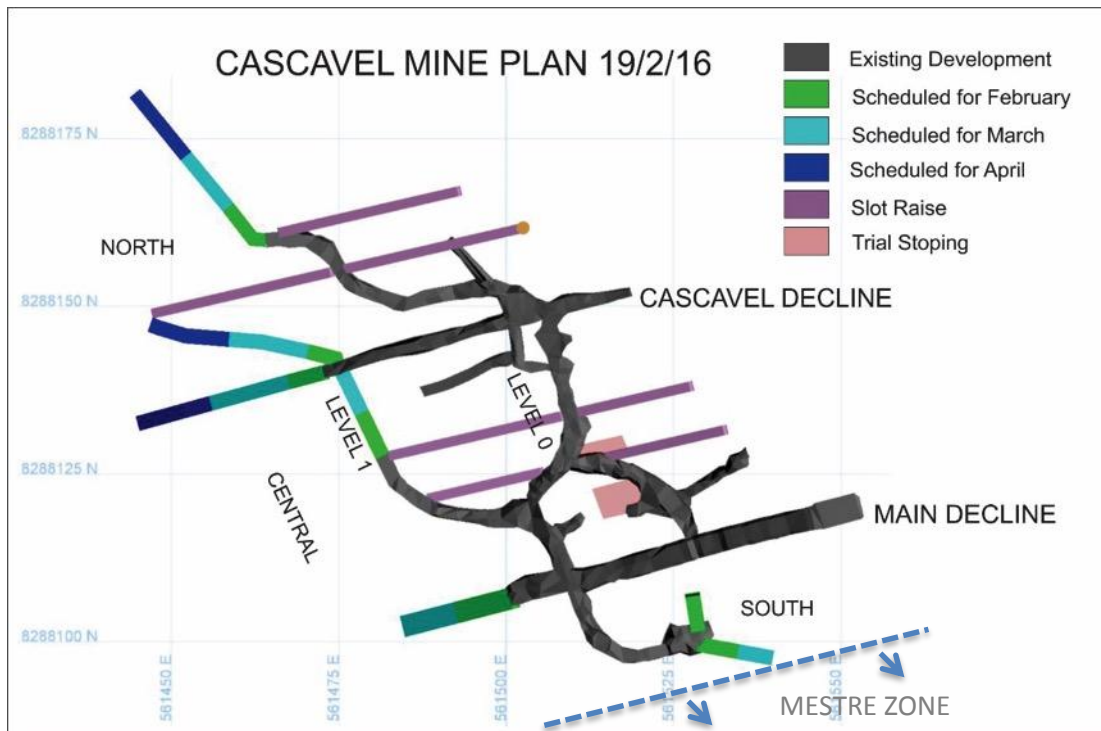 CASCAVEL MINE PLAN 19/2/16
Existing Development
Scheduled for February
Scheduled for March
Scheduled for April
Slot Raise
Trial Stoping
8288175 N
NORTH
8288150 N
CASCAVEL DECLINE
LEVEL 0
LEVEL 1
8288125 N
CENTRAL
MAIN DECLINE
SOUTH
8288100 N
561450 E
561475 E
561500 E
561525 E
561550 E
MESTRE ZONE